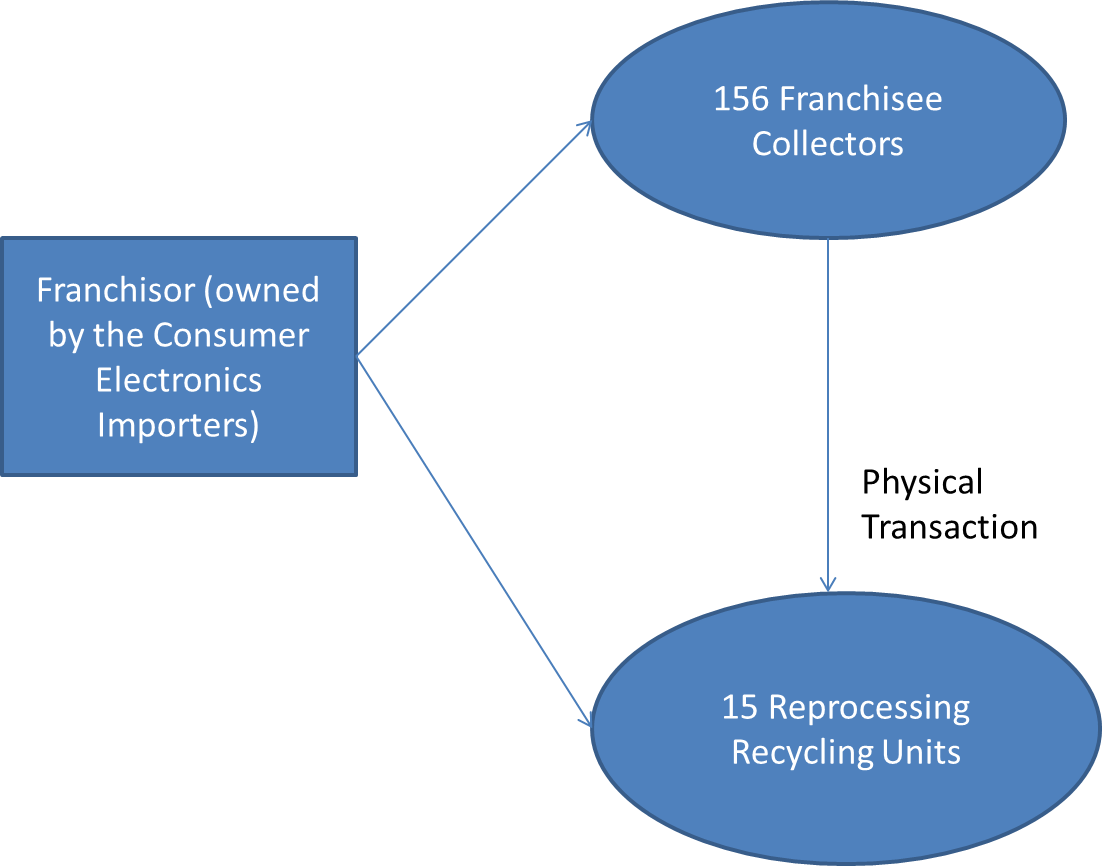 156 Franchisee
Collectors
Franchisor (owned
by the Consumer
Electronics
Importers)
Physical
Transaction
15 Reprocessing
Recycling Units